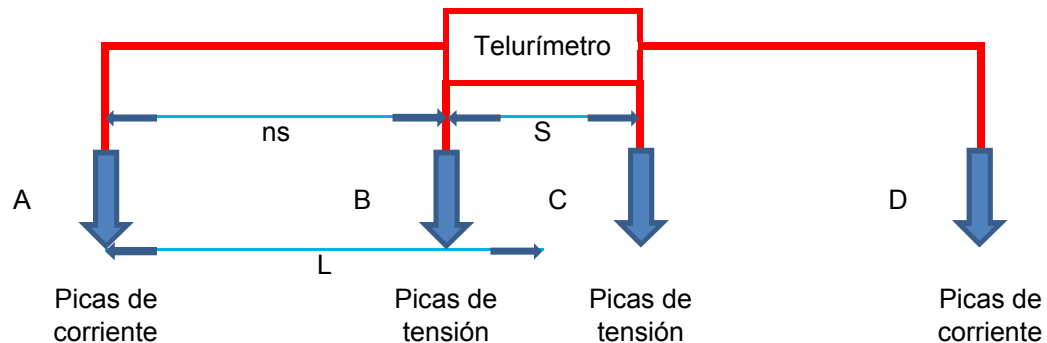 Telurímetro
ns
S
A
B
C
D
L
Picas de
corriente
Picas de
tensión
Picas de
tensión
Picas de
corriente